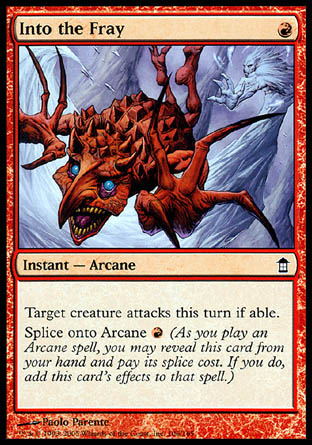 Into the Fray
Instant — Arcane
Target creature attacks this turn if able.
Splice onto Arcane (As you play an
Arcane spell, you may reveal this card from
your hand and pay its splice cost. If you do,
add this card's effects to that spell.)
Paolo Parente